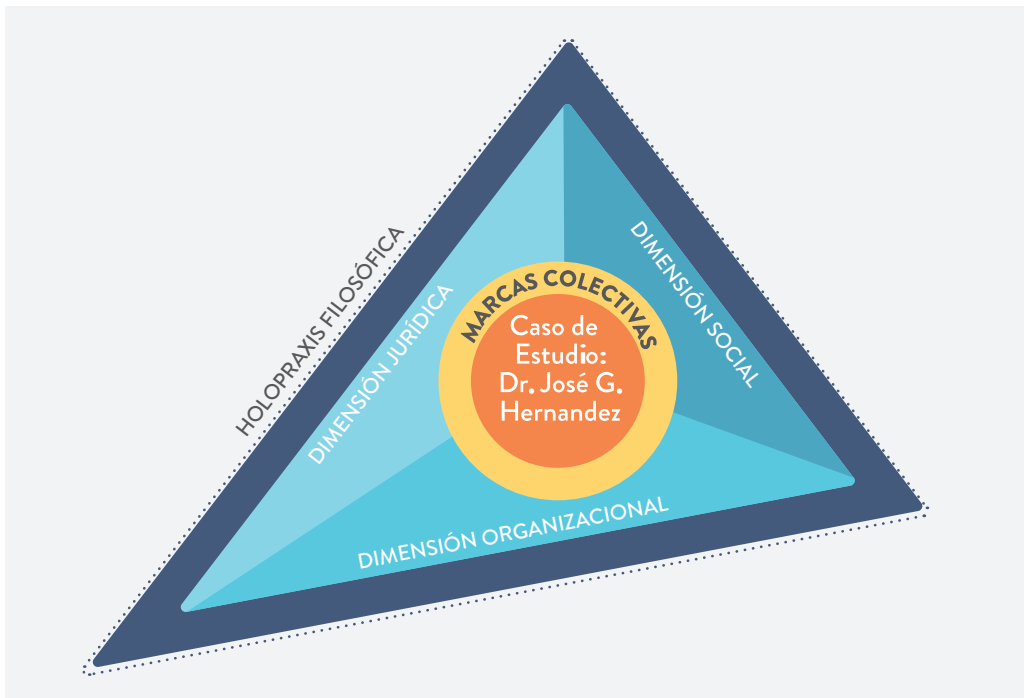 HOLOPRAXIS FILOSÓFICA
DIMENSIÓN JURÍDICA
DIMENSIÓN SOCIAL
MARCAS COLECTIVAS
Caso de
Estudio:
Dr. José G.
Hernandez
DIMENSIÓN ORGANIZACIONAL